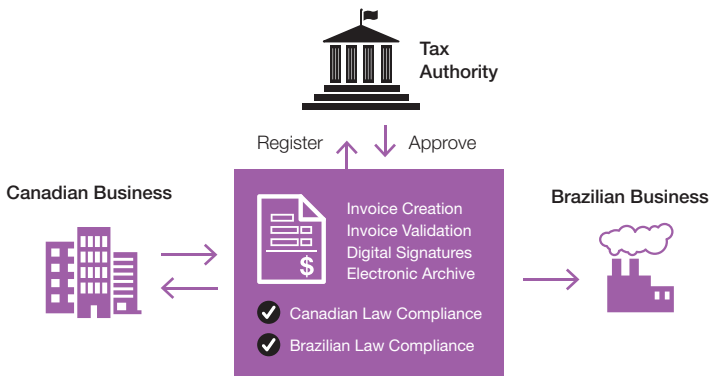 Tax
Authority
Register
Approve
Canadian Business
Invoice Creation
Invoice Validation
Digital Signatures
Electronic Archive
$
Canadian Law Compliance
Brazilian Law Compliance
Brazilian Business